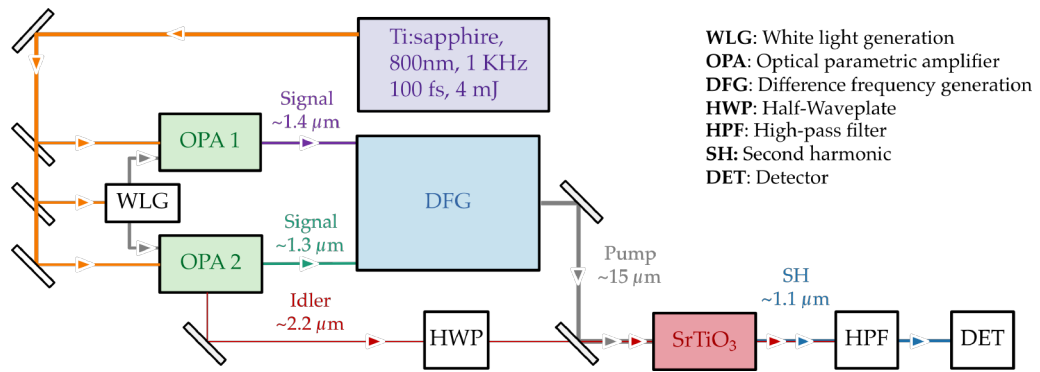 Ti:sapphire,
800nm, 1 KHz
100 fs, 4 mJ
WLG: White light generation
OPA: Optical parametric amplifier
DFG: Difference frequency generation
HWP: Half-Waveplate
HPF: High-pass filter
SH: Second harmonic
DET: Detector
Signal
~1.4 μm
OPA 1
WLG
DFG
Signal
~1.3 μm
OPA 2
Pump
~15 μm
SH
~1.1 μm
Idler
~2.2 μm
HWP
SrTiO₃
HPF
DET